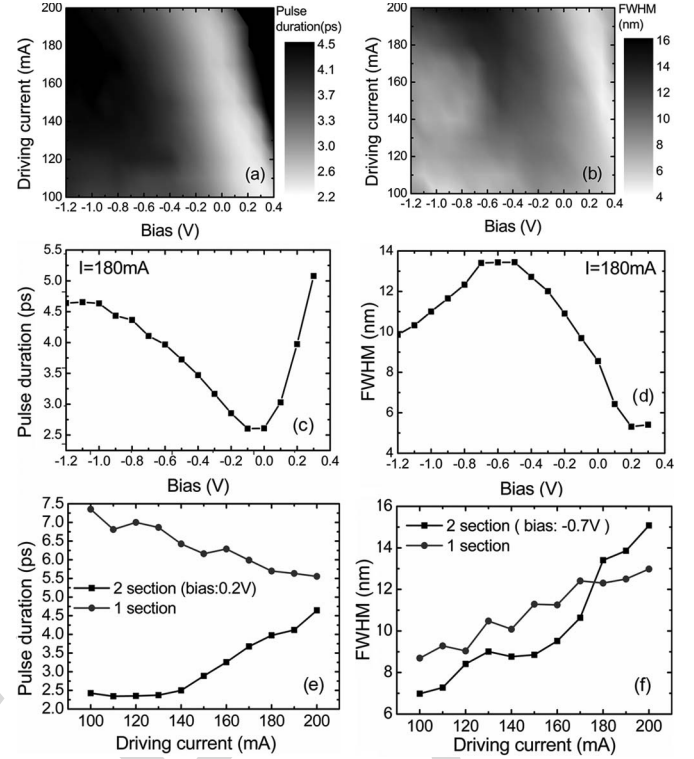 Pulse
duration(ps)
4.5
4.1
3.7
3.3
3.0
2.6
2.2
200
180
160
140
120
100
Driving current (mA)
(a)
-1.2 -1.0 -0.8 -0.6 -0.4 -0.2 0.0 0.2 0.4
Bias (V)
FWHM
(nm)
16
14
12
10
8
6
4
200
180
160
140
120
100
Driving current (mA)
(b)
-1.2 -1.0 -0.8 -0.6 -0.4 -0.2 0.0 0.2 0.4
Bias (V)
5.5
5.0
4.5
4.0
3.5
3.0
2.5
Pulse duration (ps)
I=180mA
(c)
-1.2 -1.0 -0.8 -0.6 -0.4 -0.2 0.0 0.2 0.4
Bias (V)
14
12
10
8
6
4
FWHM (nm)
I=180mA
(d)
-1.2 -1.0 -0.8 -0.6 -0.4 -0.2 0.0 0.2 0.4
Bias (V)
7.5
7.0
6.5
6.0
5.5
5.0
4.5
4.0
3.5
3.0
2.5
2.0
Pulse duration (ps)
2 section (bias:0.2V)
1 section
(e)
100 120 140 160 180 200
Driving current (mA)
16
14
12
10
8
6
FWHM (nm)
2 section ( bias: -0.7V )
1 section
(f)
100 120 140 160 180 200
Driving current (mA)